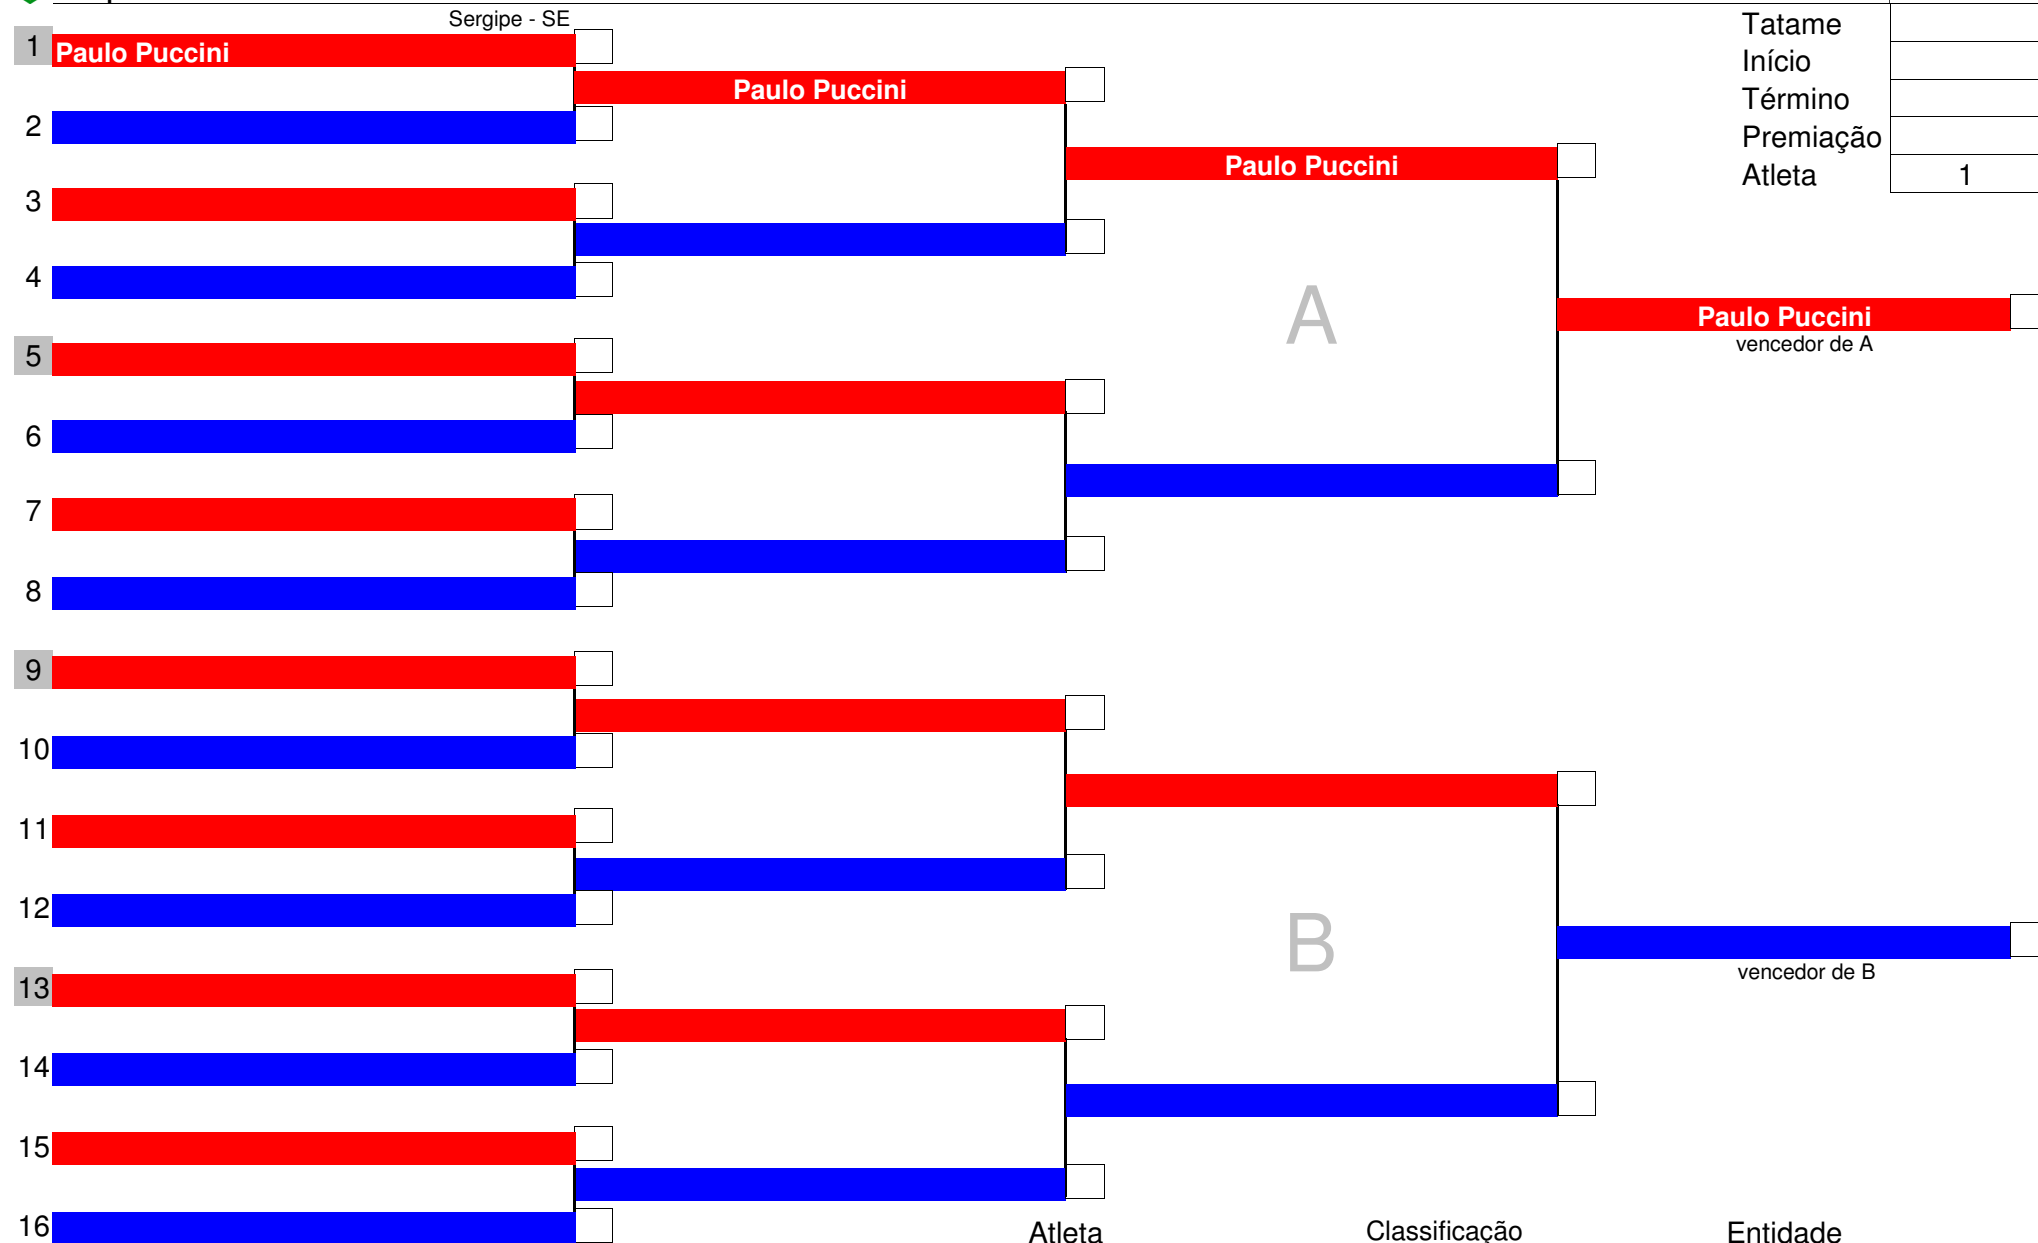 Sergipe - SE
Tatame
1 Paulo Puccini
Início
Paulo Puccini
Término
2
Premiação
Paulo Puccini
Atleta 1
3
4
A
Paulo Puccini
vencedor de A
5
6
7
8
9
10
11
12
B
vencedor de B
13
14
15
16
Atleta Classificação Entidade